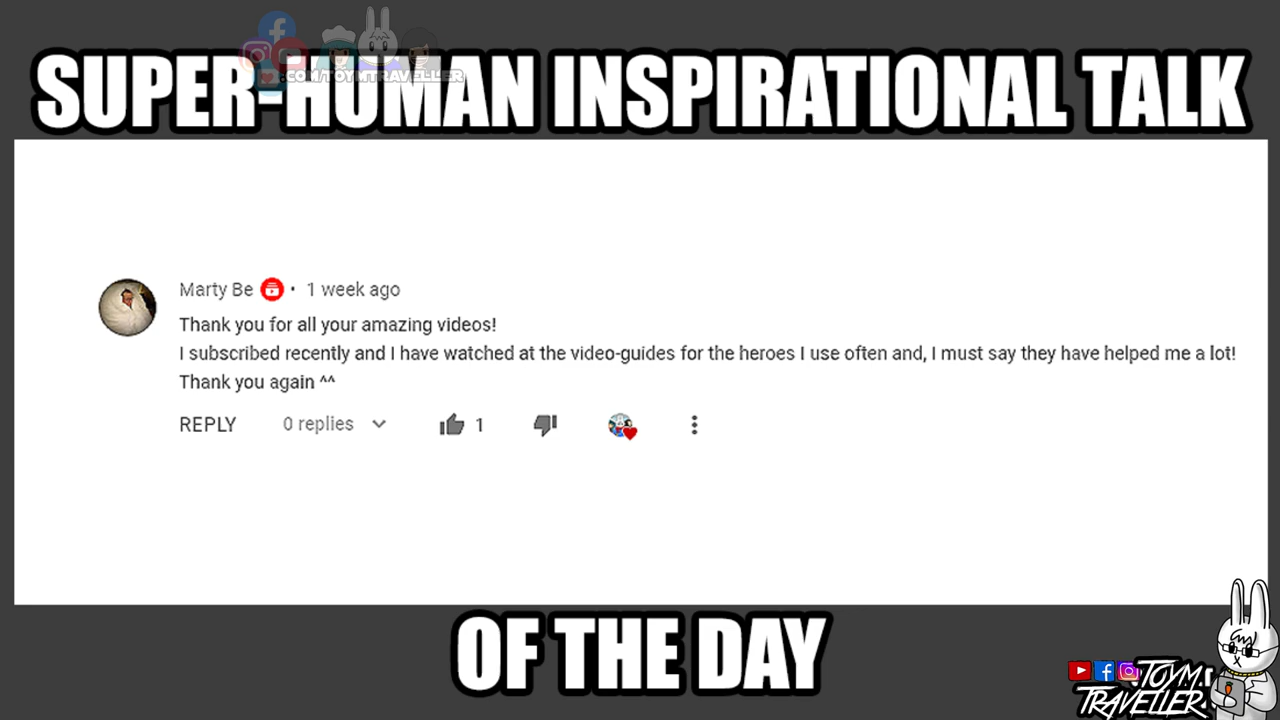 .COM/TOYMTRAVELLER
SUPER-HUMAN INSPIRATIONAL TALK
Marty Be • 1 week ago
Thank you for all your amazing videos!
I subscribed recently and I have watched at the video-guides for the heroes I use often and, I must say they have helped me a lot!
Thank you again ^^
REPLY 0 replies 1
OF THE DAY
TOYM
TRAVELLER